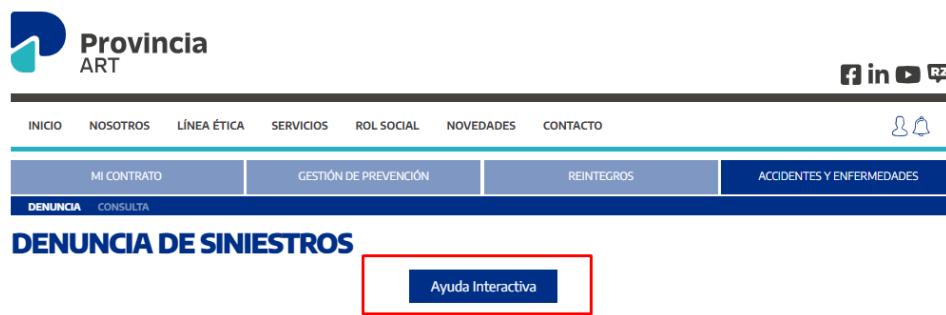 Provincia
ART
INICIO NOSOTROS LÍNEA ÉTICA SERVICIOS ROL SOCIAL NOVEDADES CONTACTO
MI CONTRATO GESTIÓN DE PREVENCIÓN REINTEGROS ACCIDENTES Y ENFERMEDADES
DENUNCIA CONSULTA
DENUNCIA DE SINIESTROS
Ayuda Interactiva